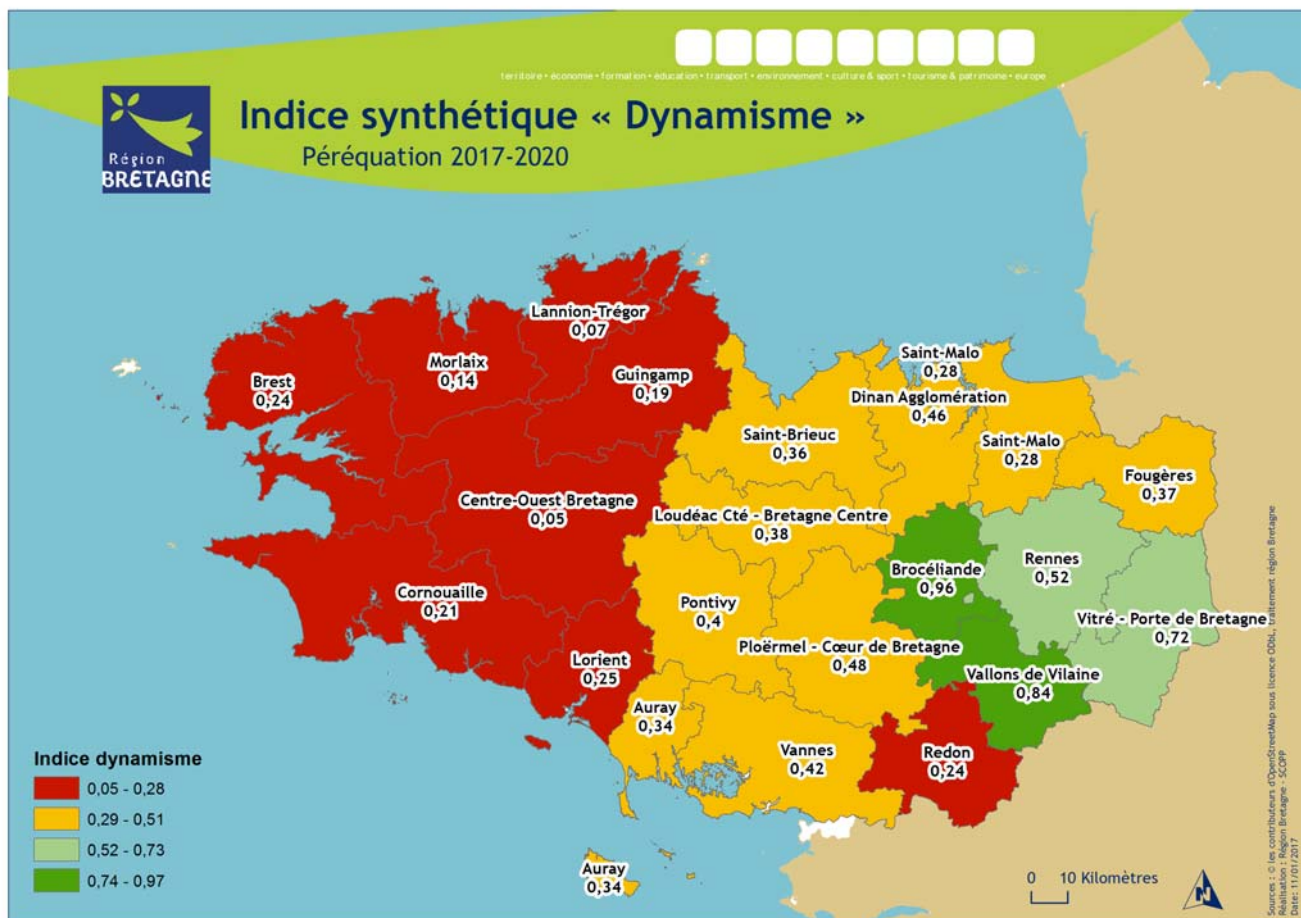 territoire • économie • formation • éducation • transport • environnement • culture & sport • tourisme & patrimoine • europe
Indice synthétique « Dynamisme »
Péréquation 2017-2020
Région
BRETAGNE
Lannion-Trégor
0,07
Morlaix
0,14
Brest
0,24
Guingamp
0,19
Saint-Malo
0,28
Dinan Agglomération
0,46
Saint-Brieuc
0,36
Saint-Malo
0,28
Fougères
0,37
Centre-Ouest Bretagne
0,05
Loudéac Cté - Bretagne Centre
0,38
Brocéliande
0,96
Rennes
0,52
Cornouaille
0,21
Pontivy
0,4
Vitré - Porte de Bretagne
0,72
Ploërmel - Cœur de Bretagne
0,48
Lorient
0,25
Vallons de Vilaine
0,84
Auray
0,34
Vannes
0,42
Redon
0,24
Auray
0,34
Indice dynamisme
0,05 - 0,28
0,29 - 0,51
0,52 - 0,73
0,74 - 0,97
0 10 Kilomètres
N
Sources : © les contributeurs d'OpenStreetMap sous licence ODbL, traitement région Bretagne
Réalisation : Région Bretagne - SCOPP
Date: 11/01/2017